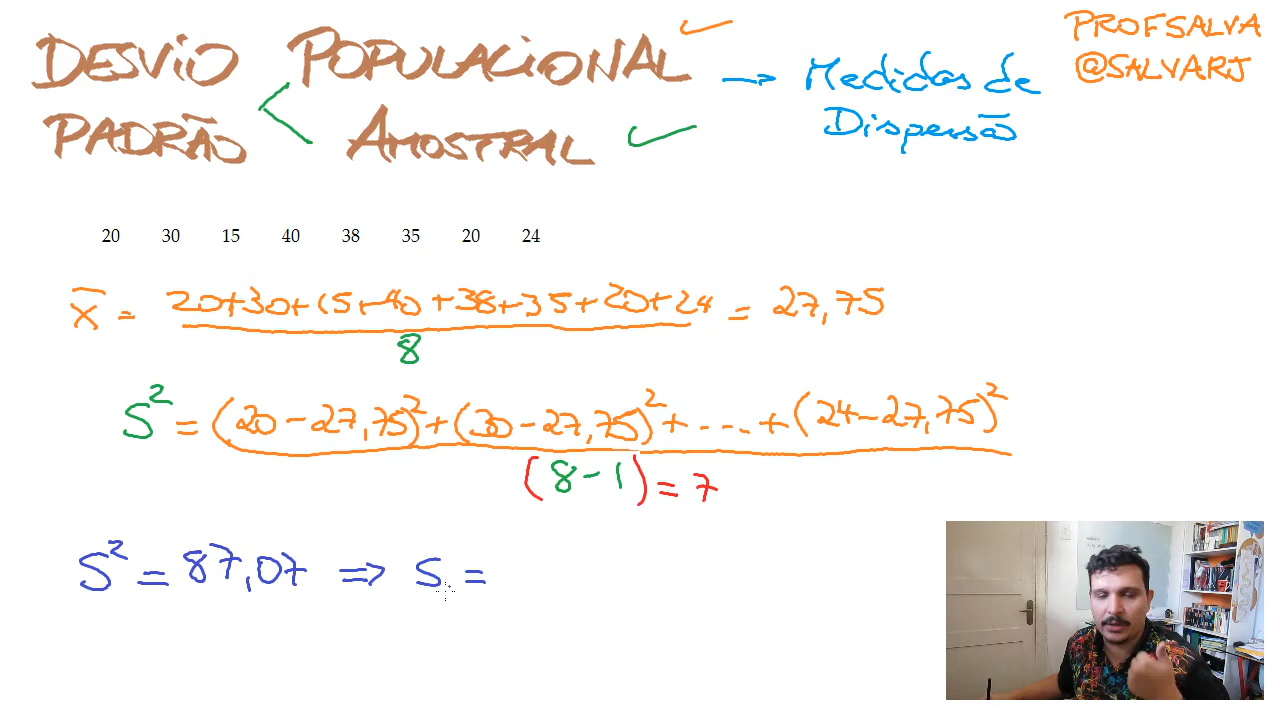 DESVIO PADRÃO
POPULACIONAL
AMOSTRAL
→ Medidas de
Dispersão
PROFSALVA
@SALVARJ
20 30 15 40 38 35 20 24
x̄ = 20+30+15+40+38+35+20+24 / 8 = 27,75
S² = (20-27,75)²+(30-27,75)²+...+(24-27,75)² / (8-1) = 7
S² = 87,07 ⇒ S =